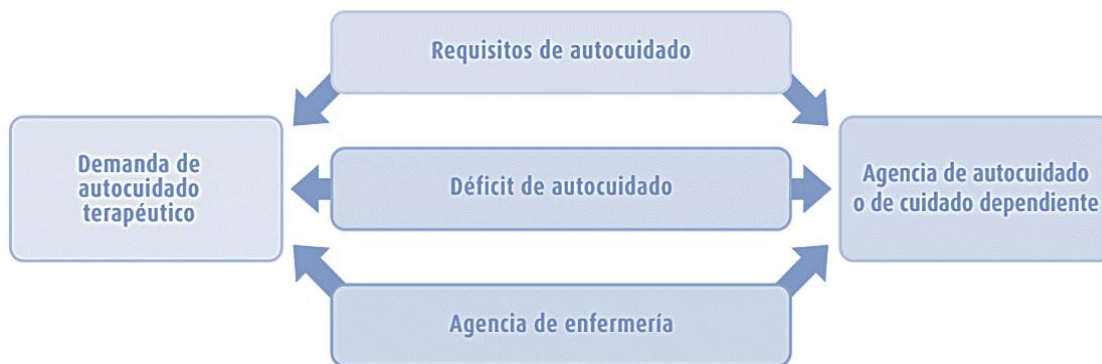 Requisitos de autocuidado
Demanda de
autocuidado
terapéutico
Déficit de autocuidado
Agencia de autocuidado
o de cuidado dependiente
Agencia de enfermería